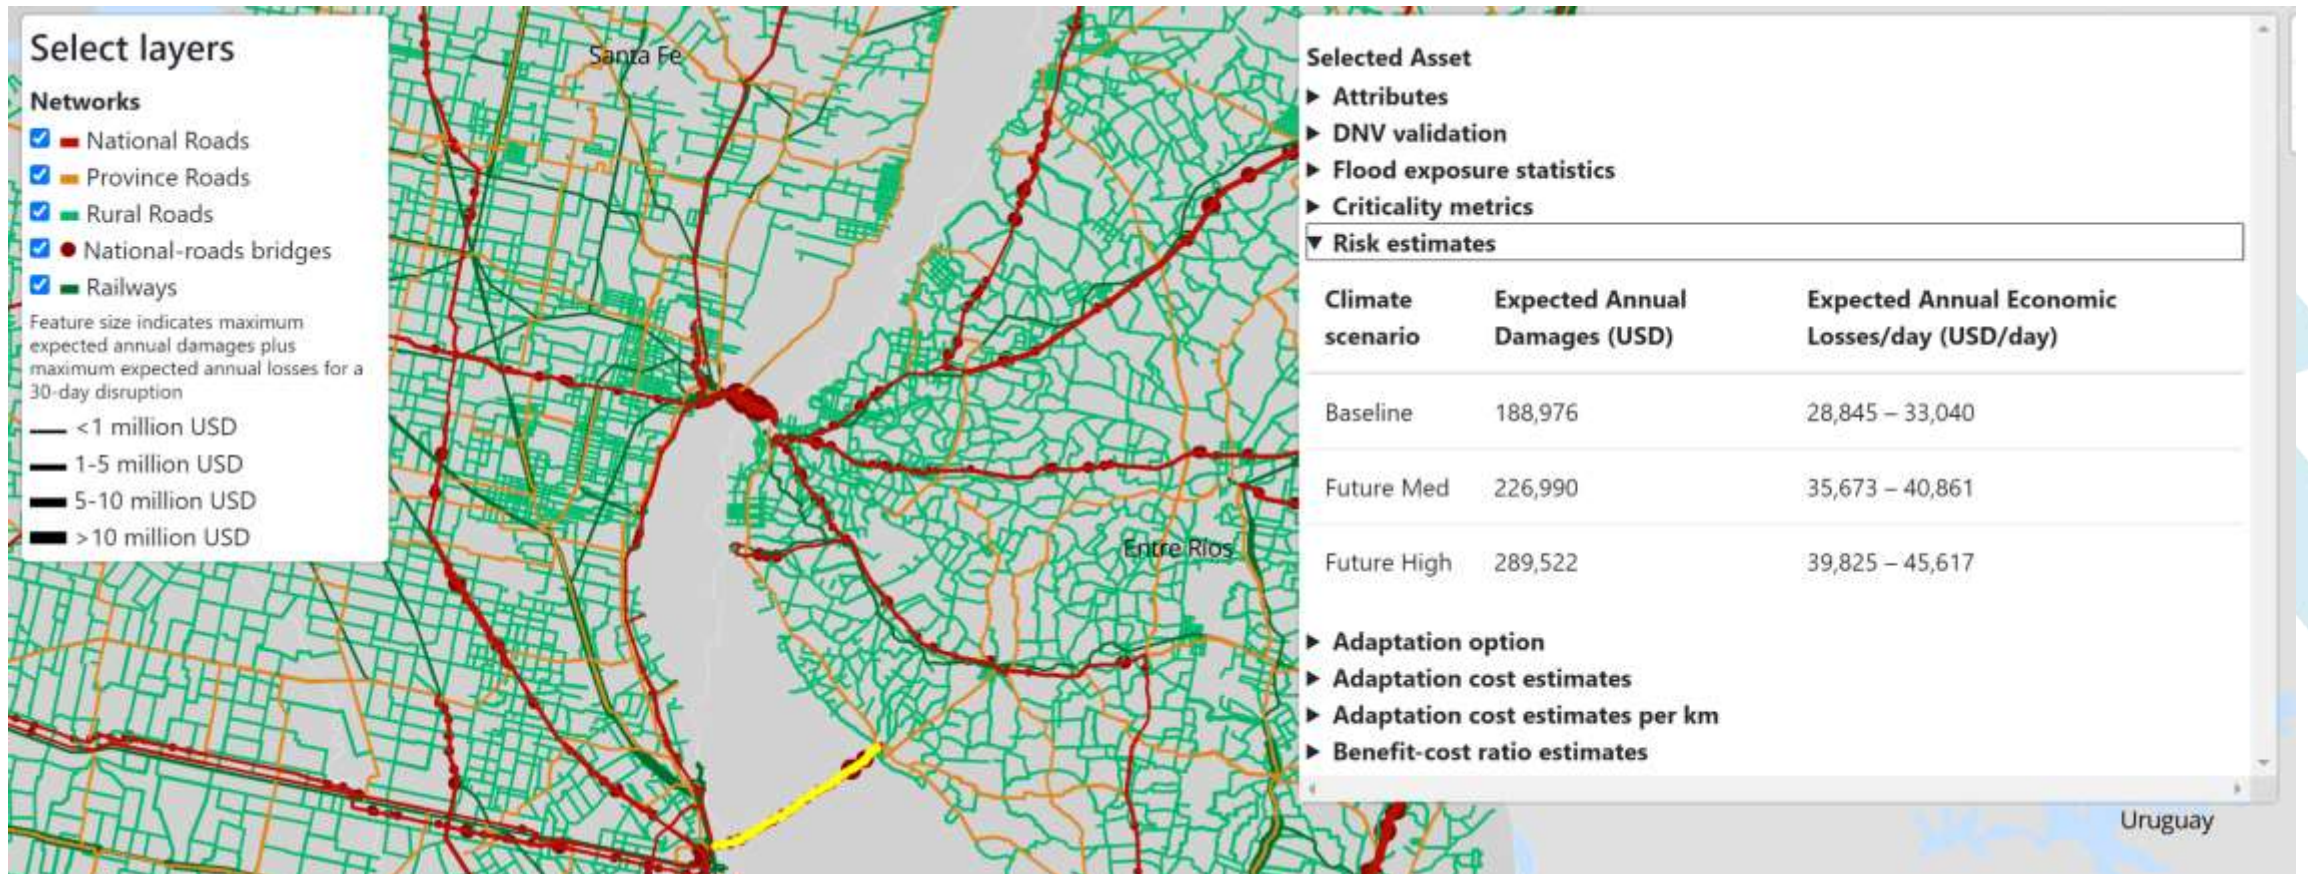 Select layers
Networks
National Roads
Province Roads
Rural Roads
National-roads bridges
Railways
Feature size indicates maximum
expected annual damages plus
maximum expected annual losses for a
30-day disruption
<1 million USD
1-5 million USD
5-10 million USD
>10 million USD
Santa Fe
Entre Ríos
Selected Asset
Attributes
DNV validation
Flood exposure statistics
Criticality metrics
Risk estimates
Climate scenario Expected Annual Damages (USD) Expected Annual Economic Losses/day (USD/day)
Baseline 188,976 28,845 – 33,040
Future Med 226,990 35,673 – 40,861
Future High 289,522 39,825 – 45,617
Adaptation option
Adaptation cost estimates
Adaptation cost estimates per km
Benefit-cost ratio estimates
Uruguay